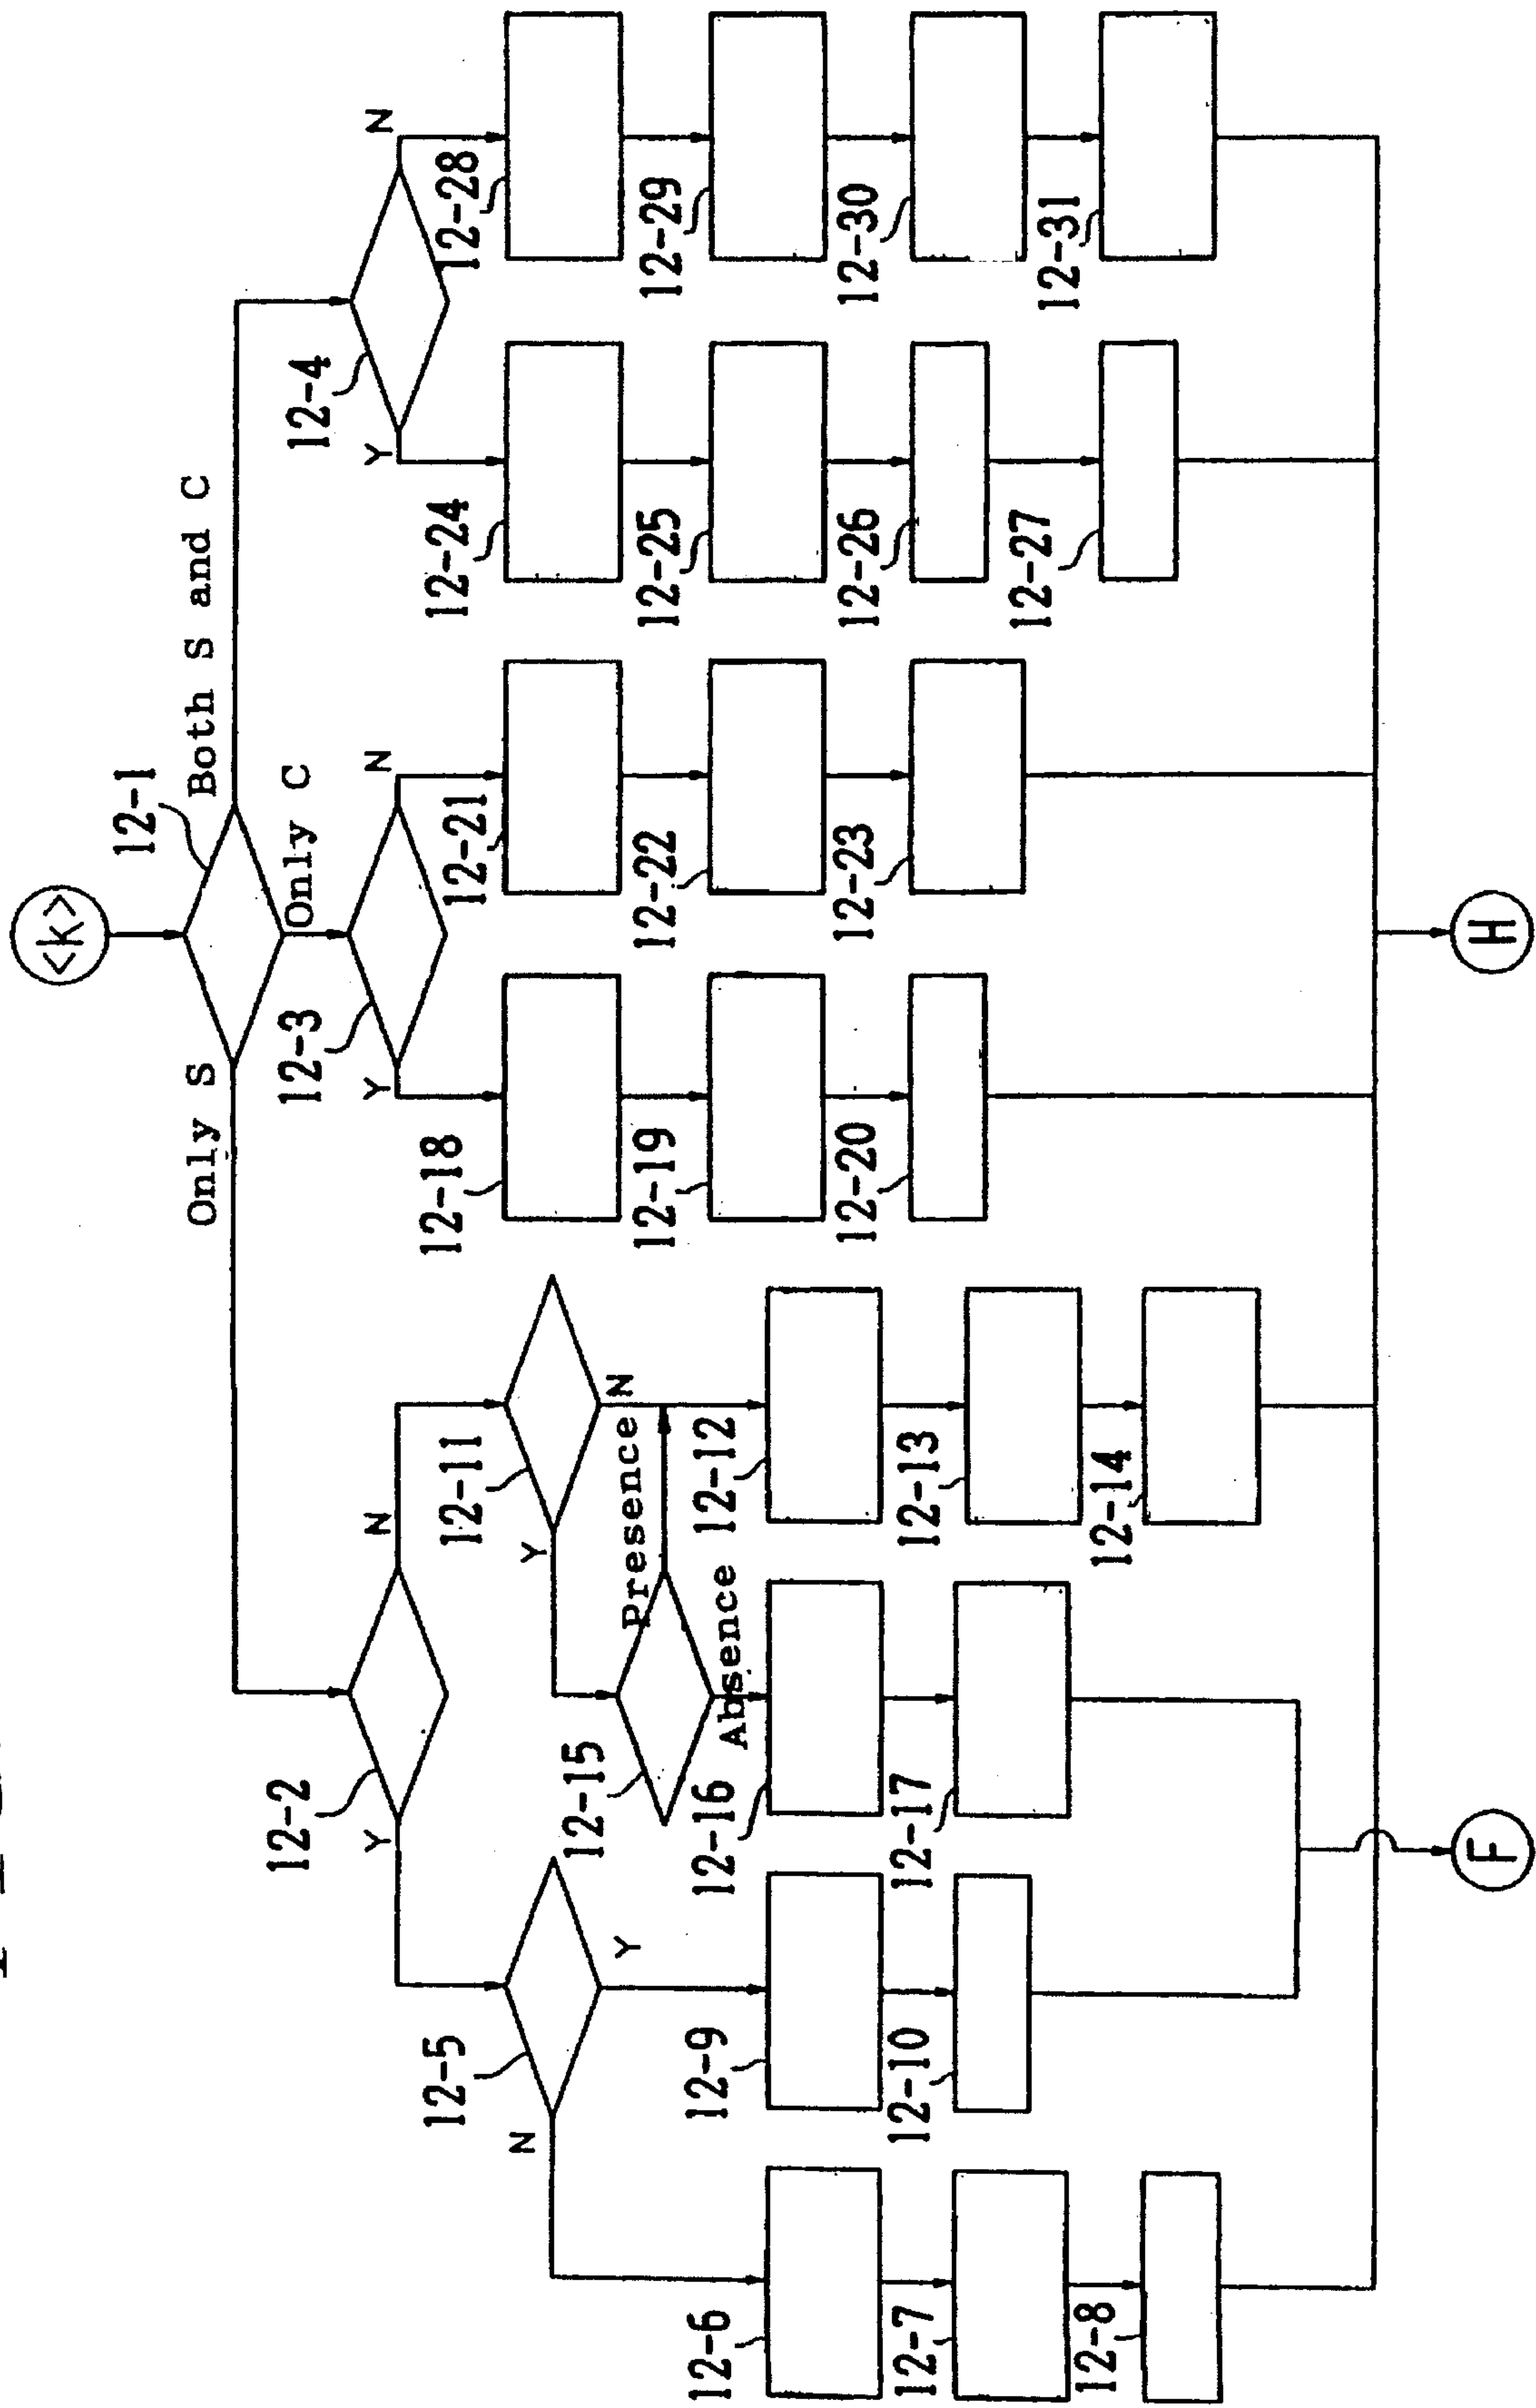 <k>
12-1
Only S
Only C
Both S and C
12-2
Y
N
12-3
Y
N
12-4
Y
N
12-5
N
Y
12-11
Y
N
12-15
Presence
Absence
12-6
12-7
12-8
12-9
12-10
12-16
12-17
12-12
12-13
12-14
12-18
12-19
12-20
12-21
12-22
12-23
12-24
12-25
12-26
12-27
12-28
12-29
12-30
12-31
F
H